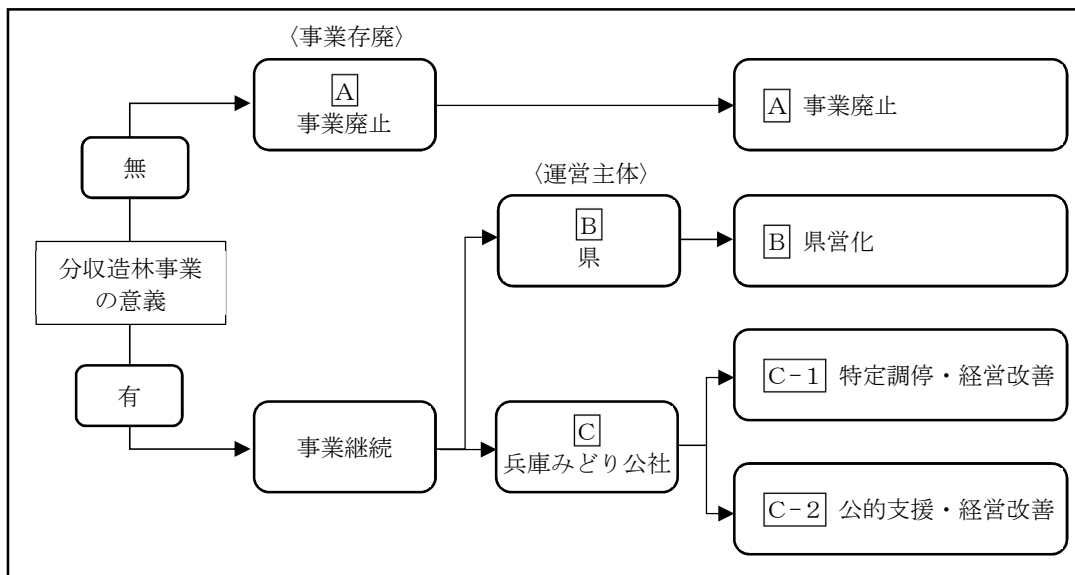 〈事業存廃〉
A
事業廃止
A 事業廃止
無
〈運営主体〉
B
県
B 県営化
分収造林事業
の意義
C-1 特定調停・経営改善
有
事業継続
C
兵庫みどり公社
C-2 公的支援・経営改善